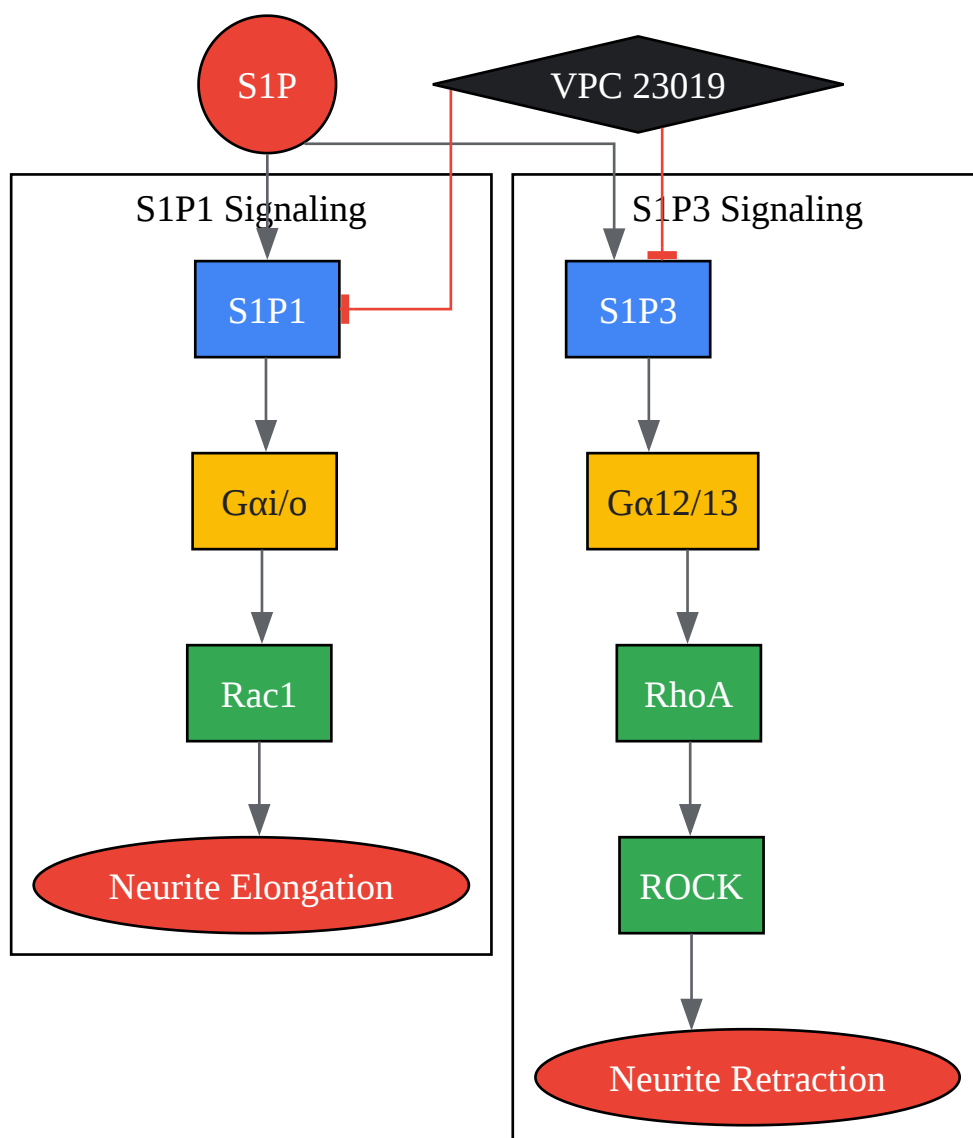 S1P
VPC 23019
S1P1 Signaling
S1P3 Signaling
S1P1
S1P3
Gαi/o
Gα12/13
Rac1
RhoA
Neurite Elongation
ROCK
Neurite Retraction